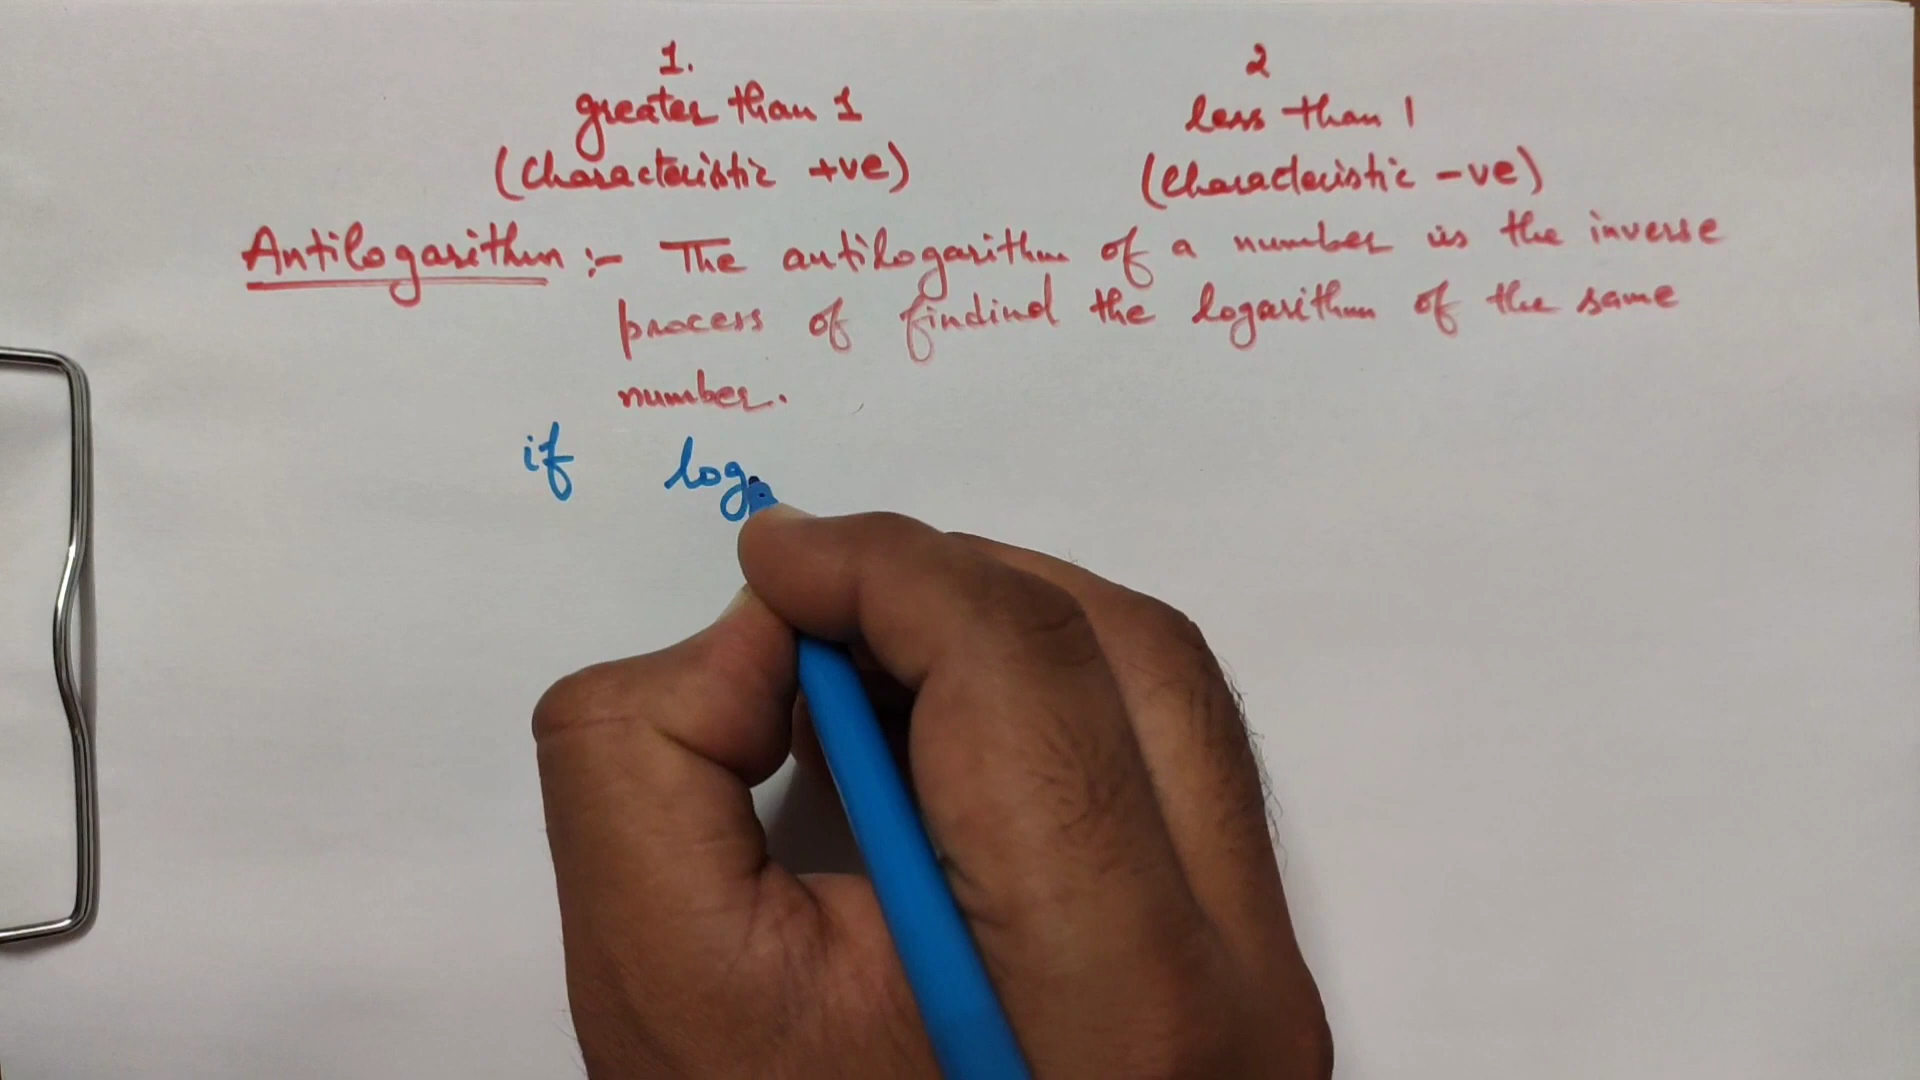 1.
greater than 1
(Characteristic +ve)
2
less than 1
(Characteristic -ve)
Antilogarithm :- The antilogarithm of a number is the inverse
process of findind the logarithm of the same
number.
if log